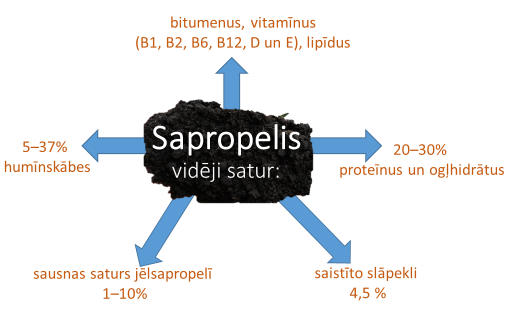 bitumenus, vitamīnus
(B1, B2, B6, B12, D un E), lipīdus
Sapropelis
vidēji satur:
5–37%
humīnskābes
20–30%
proteīnus un ogļhidrātus
sausnas saturs jēlsapropelī
1–10%
saistīto slāpekli
4,5 %